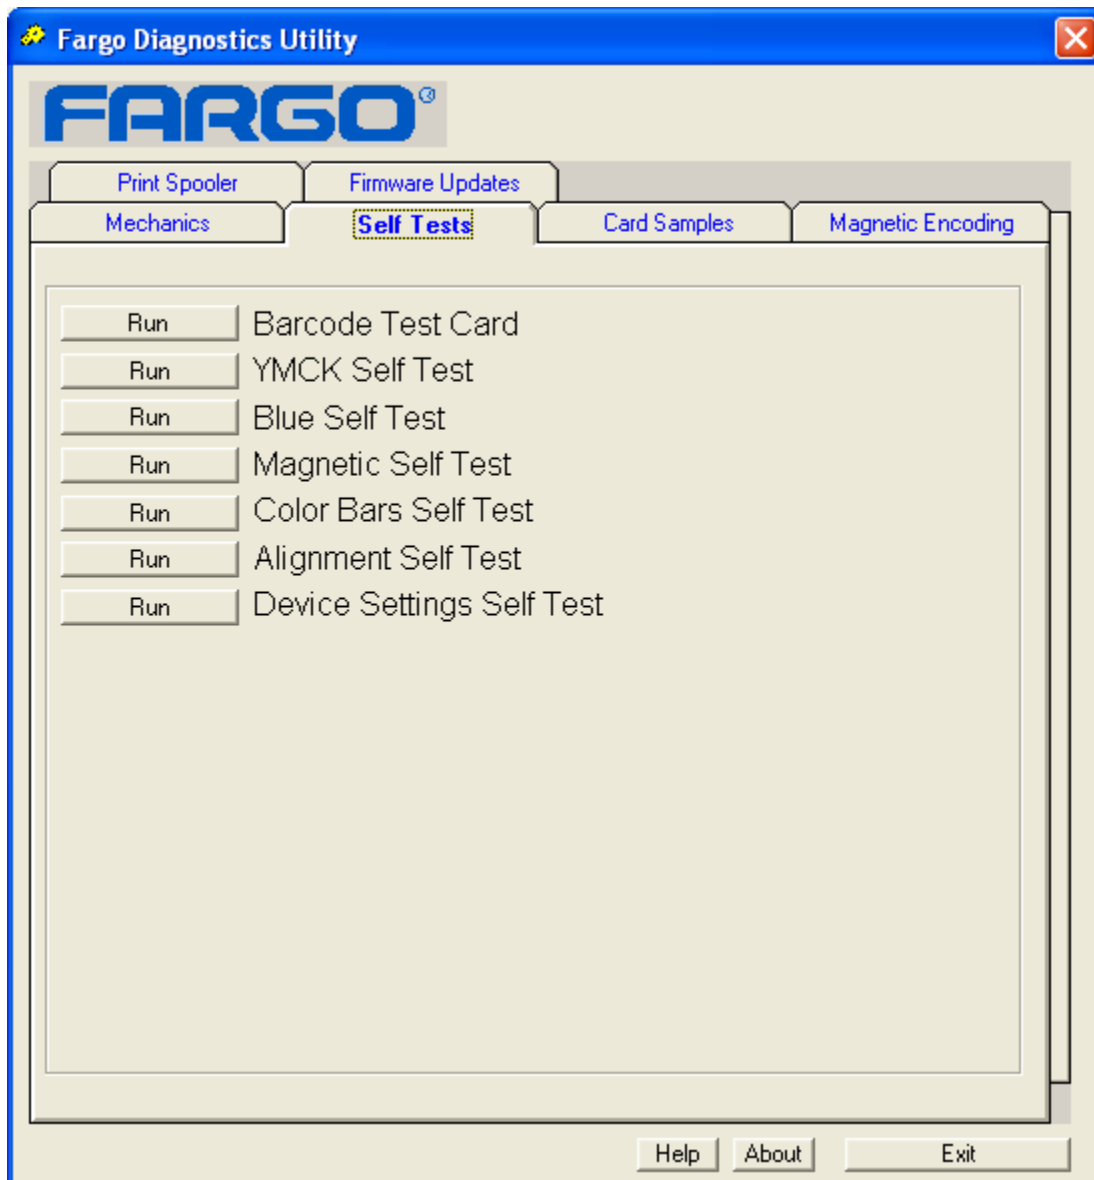 Fargo Diagnostics Utility
FARGO®
Print Spooler Firmware Updates
Mechanics Self Tests Card Samples Magnetic Encoding
Run Barcode Test Card
Run YMCK Self Test
Run Blue Self Test
Run Magnetic Self Test
Run Color Bars Self Test
Run Alignment Self Test
Run Device Settings Self Test
Help About Exit